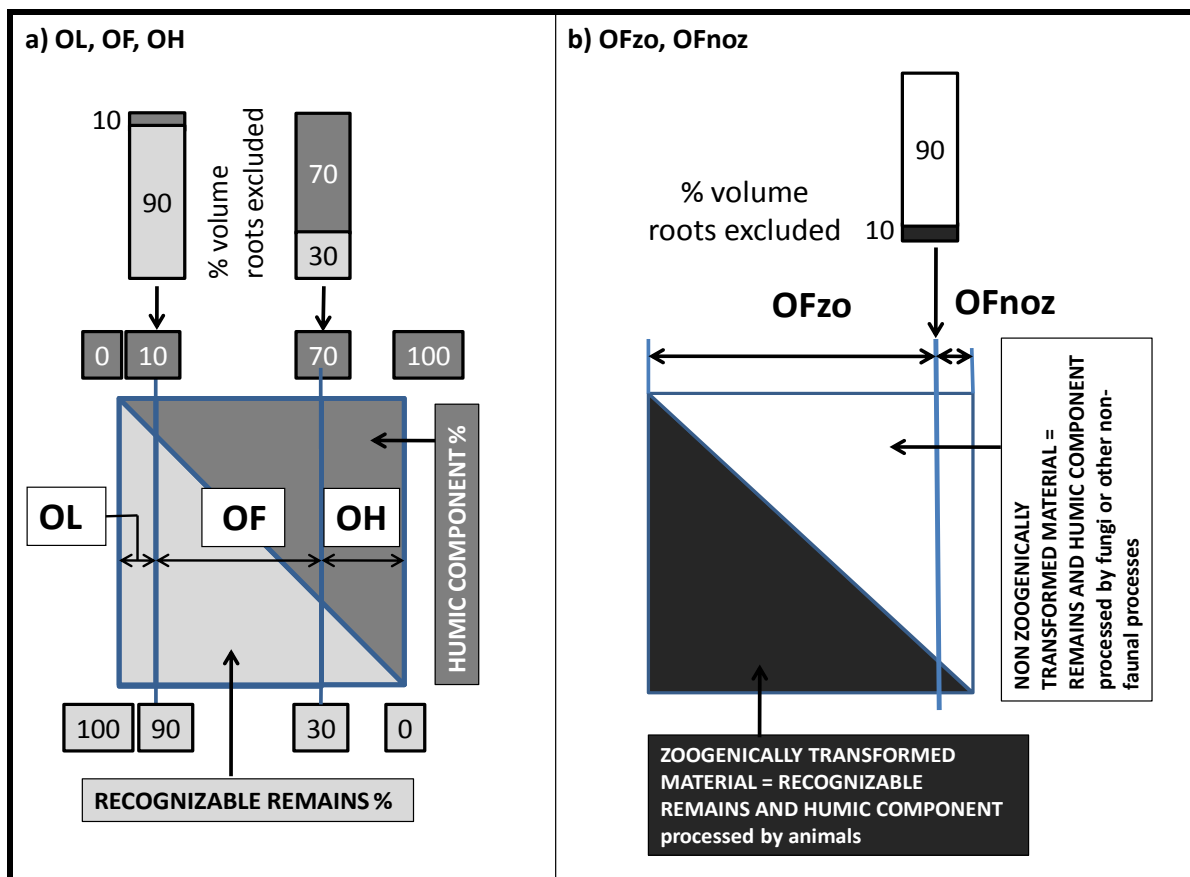 a) OL, OF, OH
10
90
% volume
roots excluded
70
30
0
10
70
100
OL
OF
OH
HUMIC COMPONENT %
100
90
30
0
RECOGNIZABLE REMAINS %
b) OFzo, OFnoz
90
% volume
roots excluded
10
OFzo
OFnoz
NON ZOOGENICALLY
TRANSFORMED MATERIAL =
REMAINS AND HUMIC COMPONENT
processed by fungi or other non-
faunal processes
ZOOGENICALLY TRANSFORMED
MATERIAL = RECOGNIZABLE
REMAINS AND HUMIC COMPONENT
processed by animals